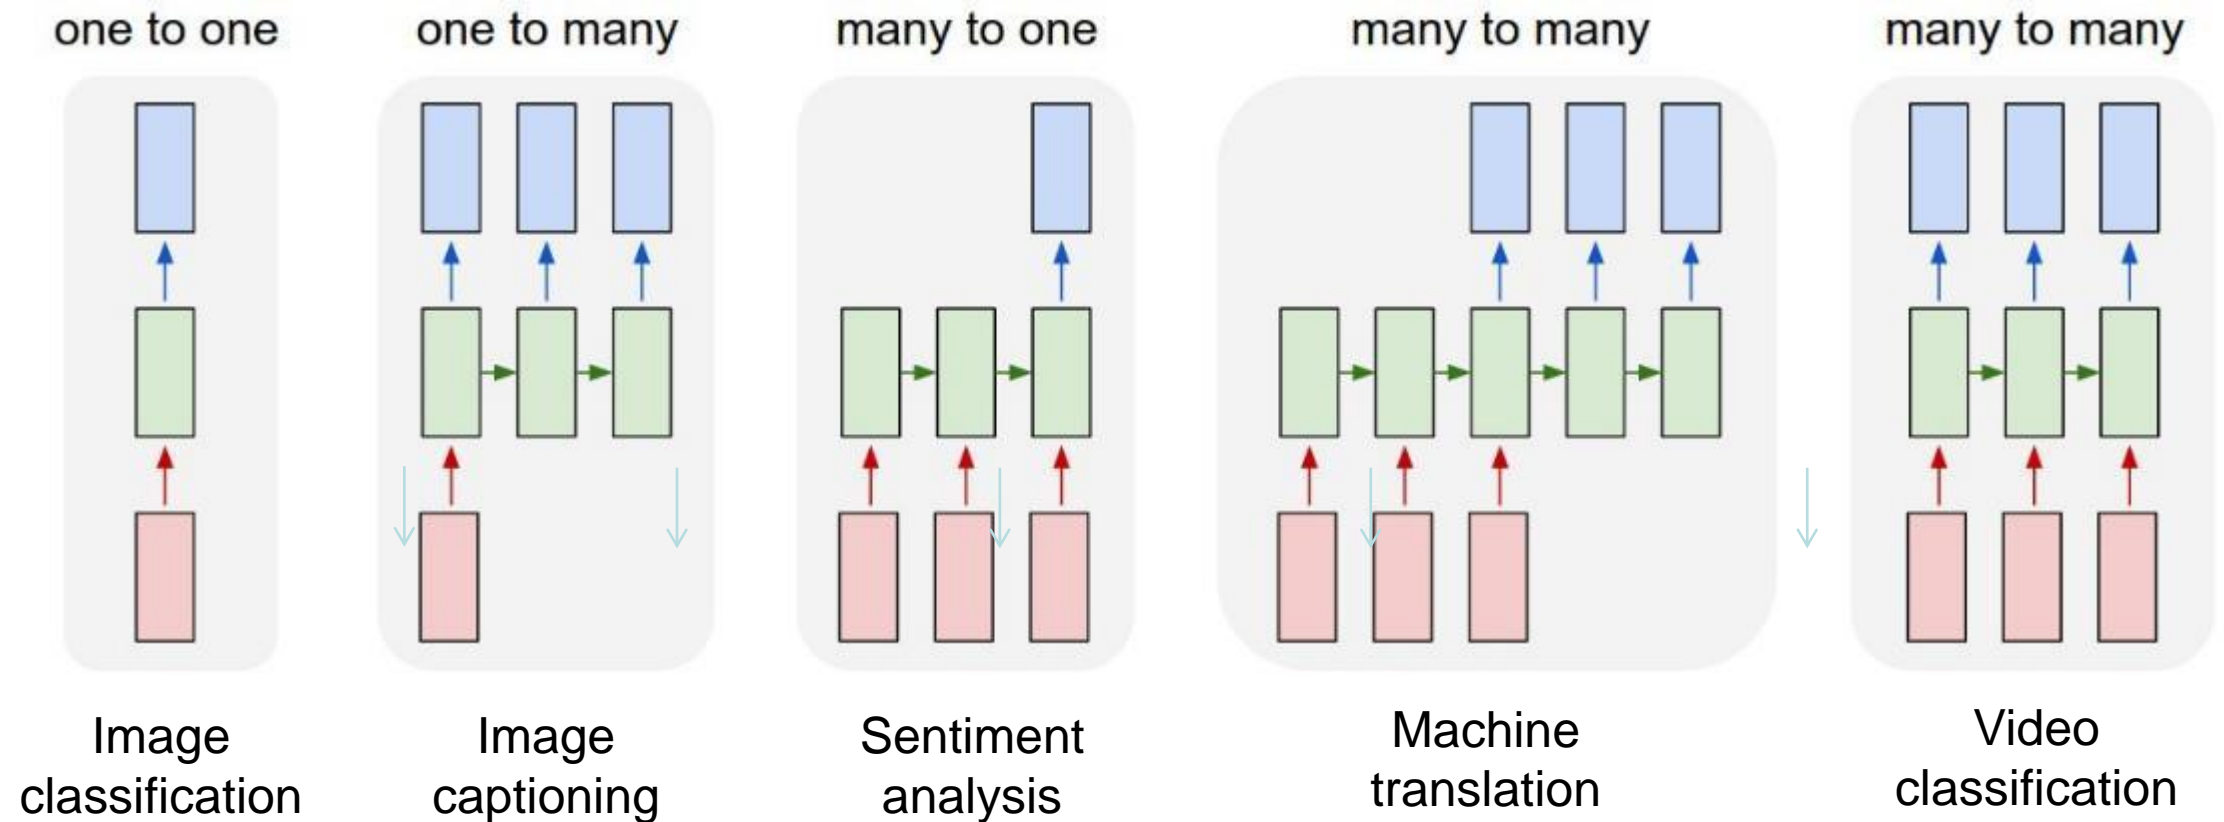 one to one
one to many
many to one
many to many
many to many
Image
classification
Image
captioning
Sentiment
analysis
Machine
translation
Video
classification